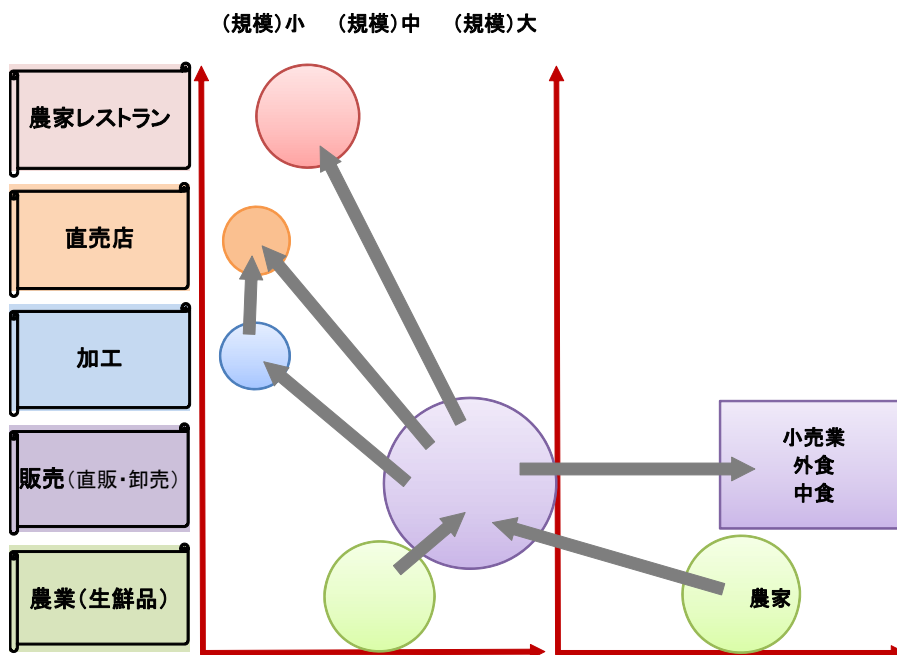 （規模）小 （規模）中 （規模）大
農家レストラン
直売店
加工
販売（直販・卸売）
小売業
外食
中食
農業（生鮮品）
農家